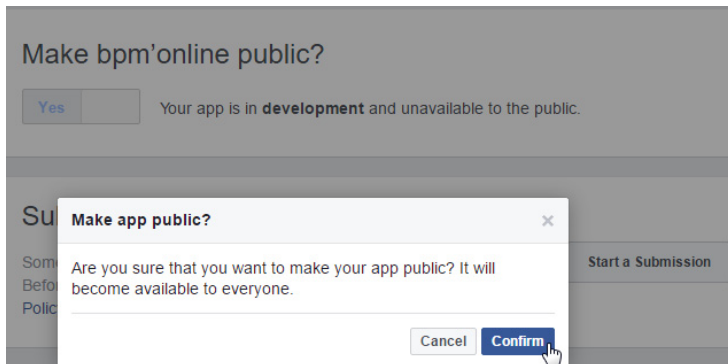 Make bpm'online public?
Yes
Your app is in development and unavailable to the public.
Su
Make app public?
×
Som
Are you sure that you want to make your app public? It will
Start a Submission
Befo
become available to everyone.
Polic
Cancel
Confirm